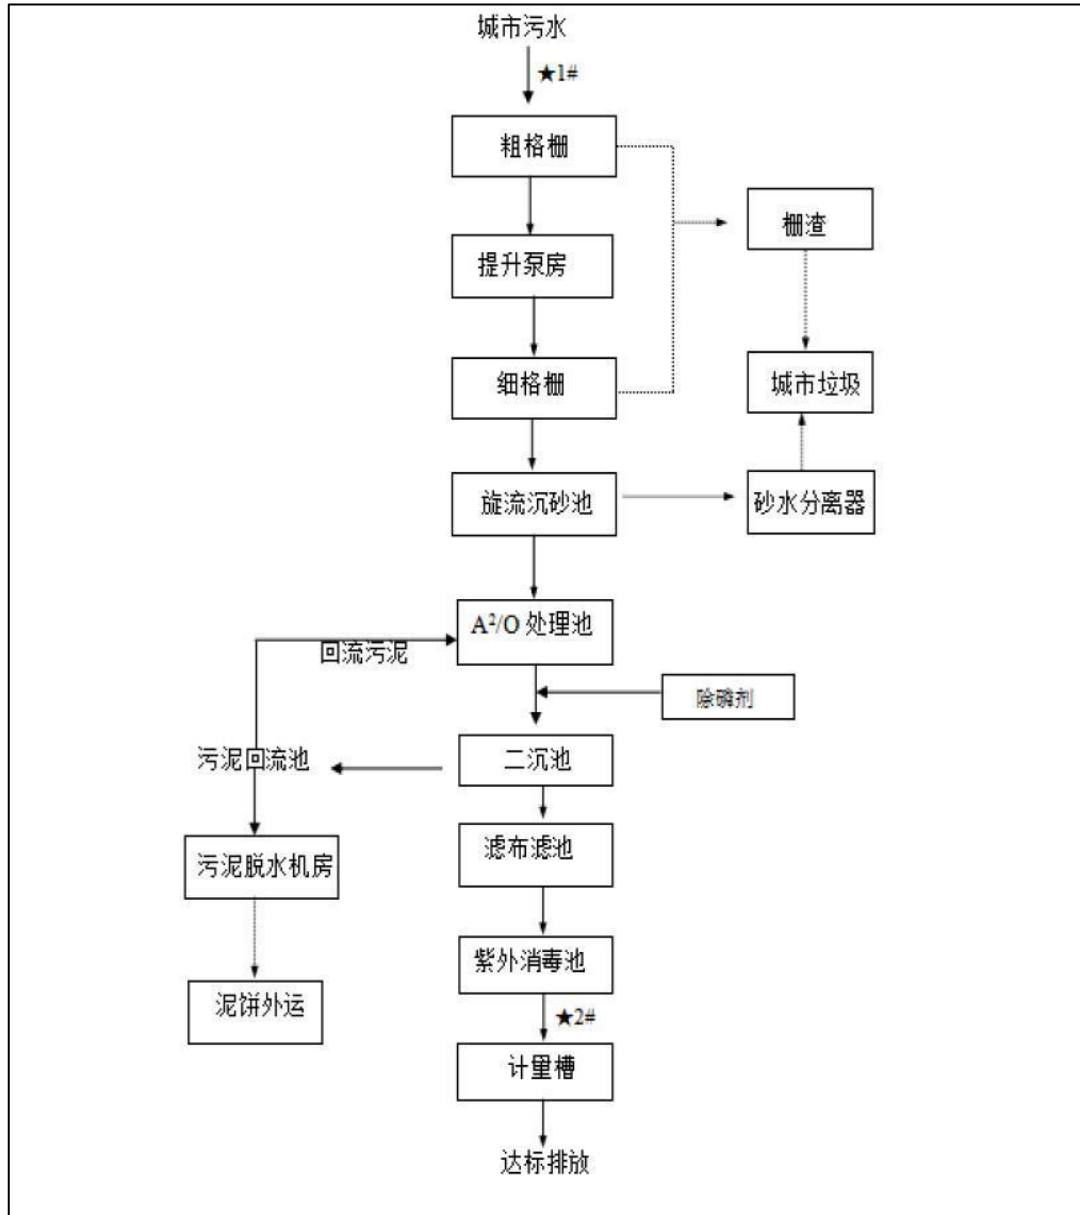 城市污水
★1#
粗格栅
栅渣
提升泵房
细格栅
城市垃圾
旋流沉砂池
砂水分离器
A²/O 处理池
回流污泥
除磷剂
二沉池
污泥回流池
滤布滤池
污泥脱水机房
紫外消毒池
泥饼外运
★2#
计量槽
达标排放